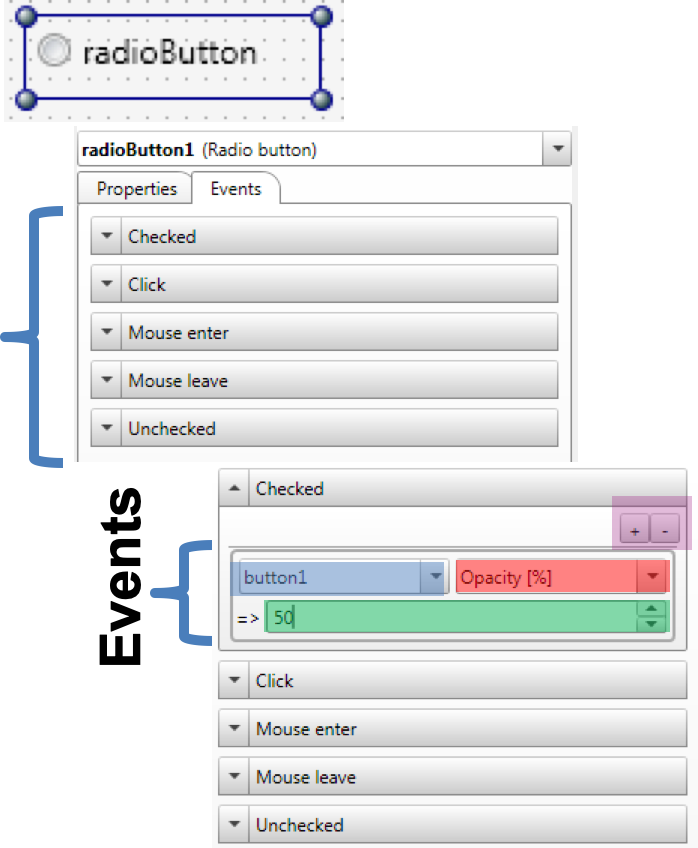 radioButton
radioButton1 (Radio button)
Properties Events
Checked
Click
Mouse enter
Mouse leave
Unchecked
Events
Checked
+ -
button1 Opacity [%]
=> 50
Click
Mouse enter
Mouse leave
Unchecked